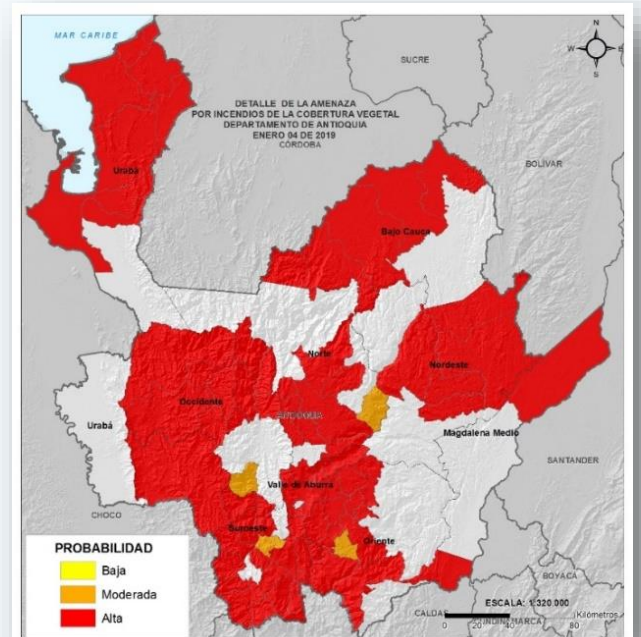 MAR CARIBE
N
W
E
S
SUCRE
DETALLE DE LA AMENAZA
POR INCENDIOS DE LA COBERTURA VEGETAL
DEPARTAMENTO DE ANTIOQUIA
ENERO 04 DE 2019
CÓRDOBA
BOLÍVAR
Urabá
Bajo Cauca
Norte
Nordeste
Occidente
ANTIOQUIA
Urabá
Magdalena Medio
SANTANDER
Valle de Aburrá
CHOCO
Suroeste
Oriente
PROBABILIDAD
Baja
Moderada
Alta
BOYACA
ESCALA: 1:320.000
CALDAS
CUNDINAMARCA
Kilómetros
0 20 40 80